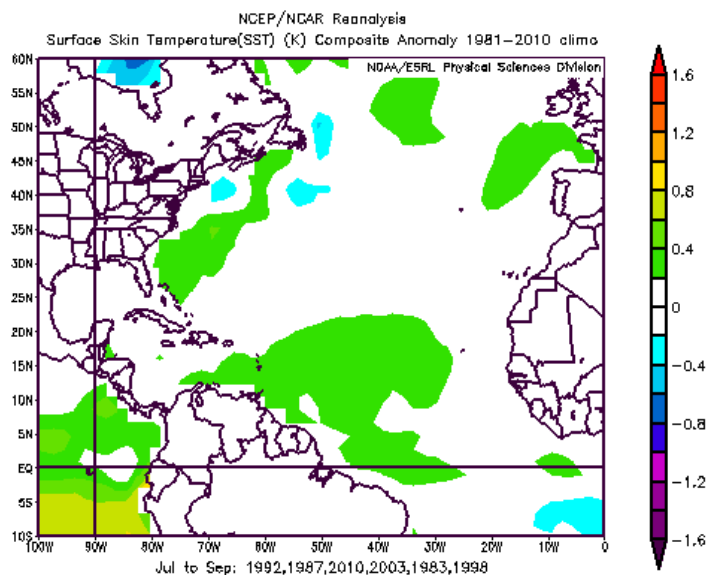 NCEP/NCAR Reanalysis
Surface Skin Temperature(SST) (K) Composite Anomaly 1981-2010 clima
NOAA/ESRL Physical Sciences Division
60N
55N
50N
45N
40N
35N
30N
25N
20N
15N
10N
5N
EQ
5S
10S
100W 90W 80W 70W 60W 50W 40W 30W 20W 10W 0
Jul to Sep: 1992,1987,2010,2003,1983,1998
1.6
1.2
0.8
0.4
0
-0.4
-0.8
-1.2
-1.6